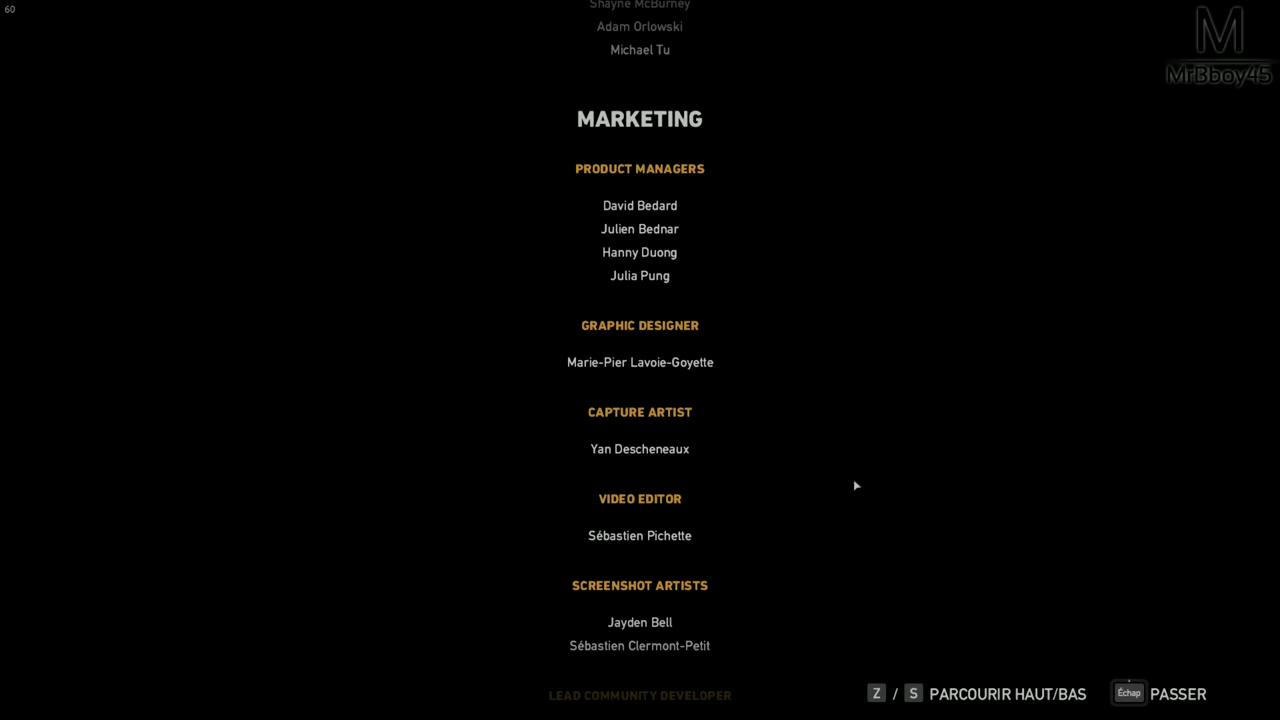 60
Shayne McBurney
Adam Orlowski
Michael Tu
M
MrBboy45
MARKETING
PRODUCT MANAGERS
David Bedard
Julien Bednar
Hanny Duong
Julia Pung
GRAPHIC DESIGNER
Marie-Pier Lavoie-Goyette
CAPTURE ARTIST
Yan Descheneaux
VIDEO EDITOR
Sébastien Pichette
SCREENSHOT ARTISTS
Jayden Bell
Sébastien Clermont-Petit
LEAD COMMUNITY DEVELOPER
Z / S PARCOURIR HAUT/BAS Échap PASSER